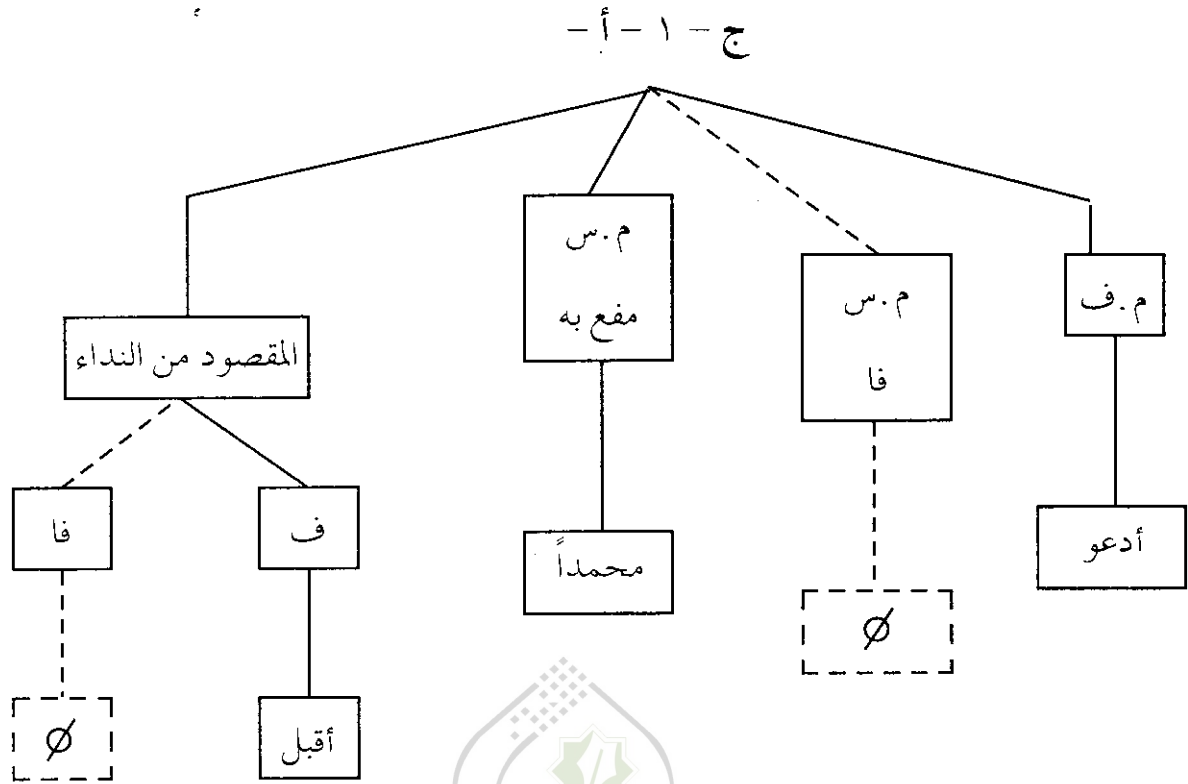 ج - ١ - أ -
م.ف
م.س
فا
م.س
مفع به
المقصود من النداء
أدعو
Ø
محمداً
ف
فا
أقبل
Ø